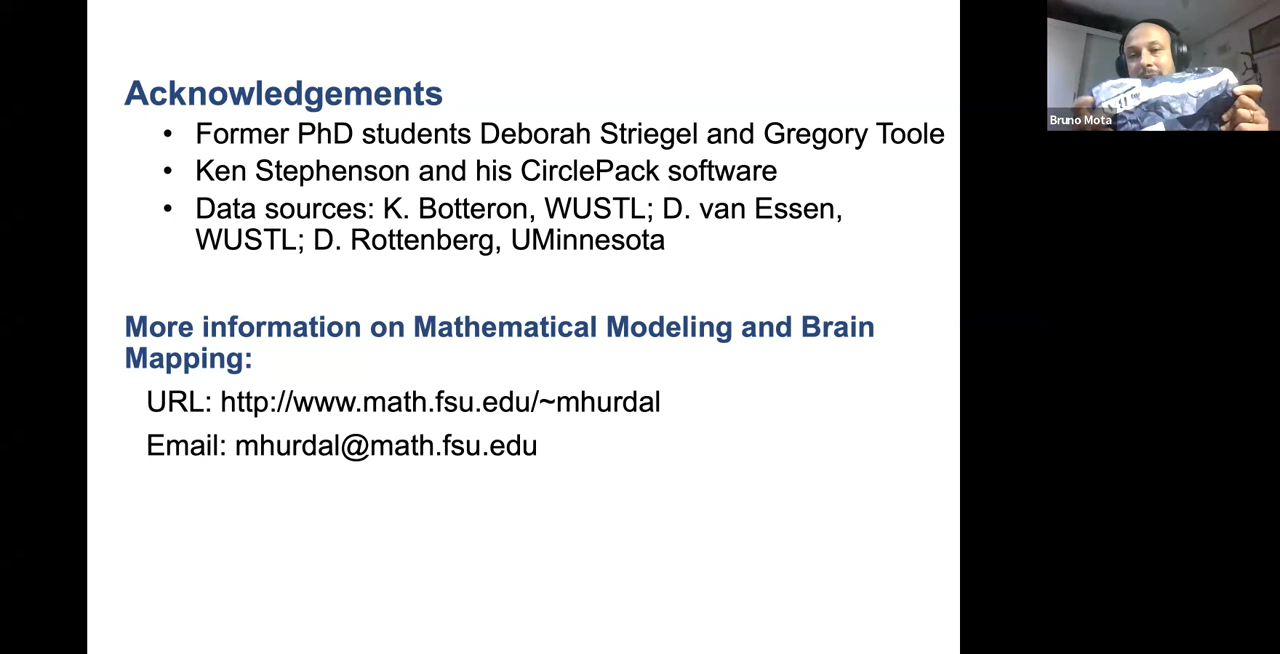 Acknowledgements
• Former PhD students Deborah Striegel and Gregory Toole
• Ken Stephenson and his CirclePack software
• Data sources: K. Botteron, WUSTL; D. van Essen,
WUSTL; D. Rottenberg, UMinnesota
More information on Mathematical Modeling and Brain
Mapping:
URL: http://www.math.fsu.edu/~mhurdal
Email: mhurdal@math.fsu.edu
Bruno Mota